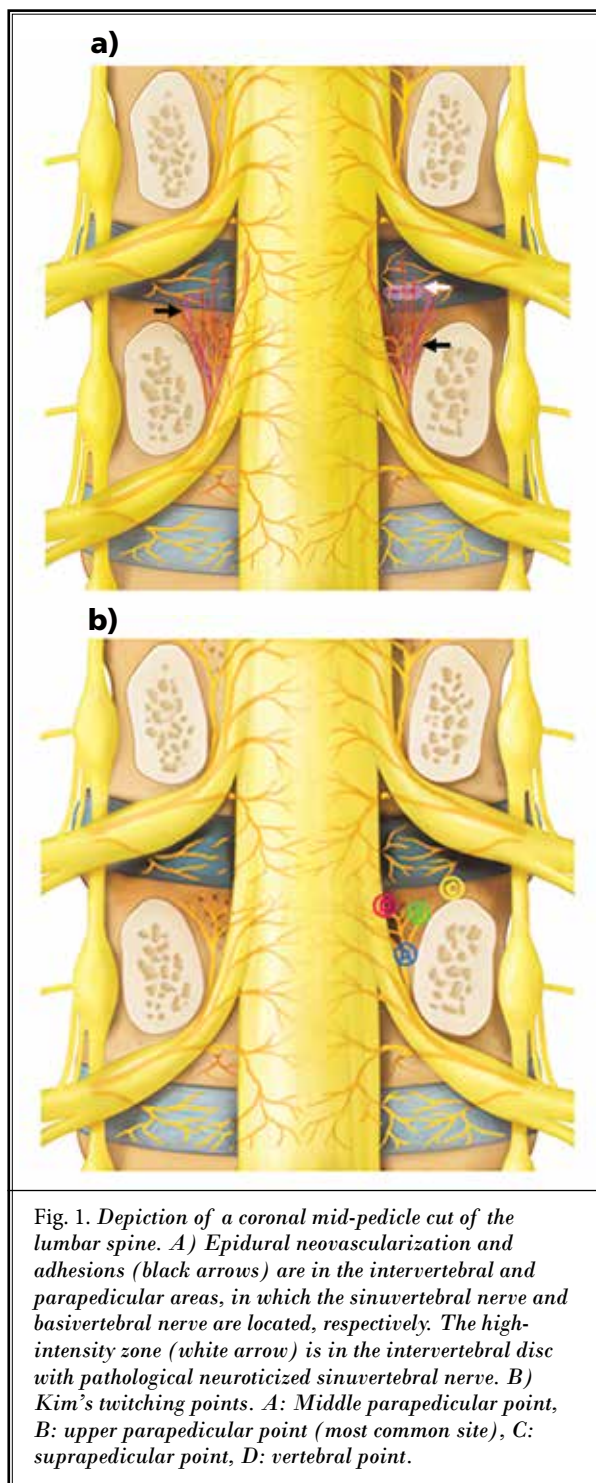 a)
b)
A
C
Fig. 1. Depiction of a coronal mid-pedicle cut of the
lumbar spine. A) Epidural neovascularization and
adhesions (black arrows) are in the intervertebral and
parapedicular areas, in which the sinuvertebral nerve and
basivertebral nerve are located, respectively. The high-
intensity zone (white arrow) is in the intervertebral disc
with pathological neuroticized sinuvertebral nerve. B)
Kim's twitching points. A: Middle parapedicular point,
B: upper parapedicular point (most common site), C:
suprapedicular point, D: vertebral point.